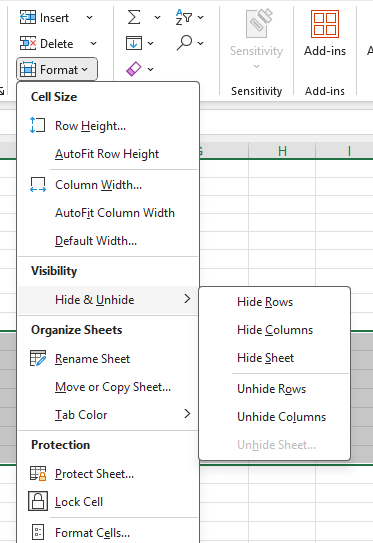 Insert
Delete
Format
Sensitivity
Add-ins
Sensitivity
Add-ins
Cell Size
Row Height...
AutoFit Row Height
Column Width...
AutoFit Column Width
Default Width...
Visibility
Hide & Unhide
Organize Sheets
Rename Sheet
Move or Copy Sheet...
Tab Color
Protection
Protect Sheet...
Lock Cell
Format Cells...
G H I
Hide Rows
Hide Columns
Hide Sheet
Unhide Rows
Unhide Columns
Unhide Sheet...